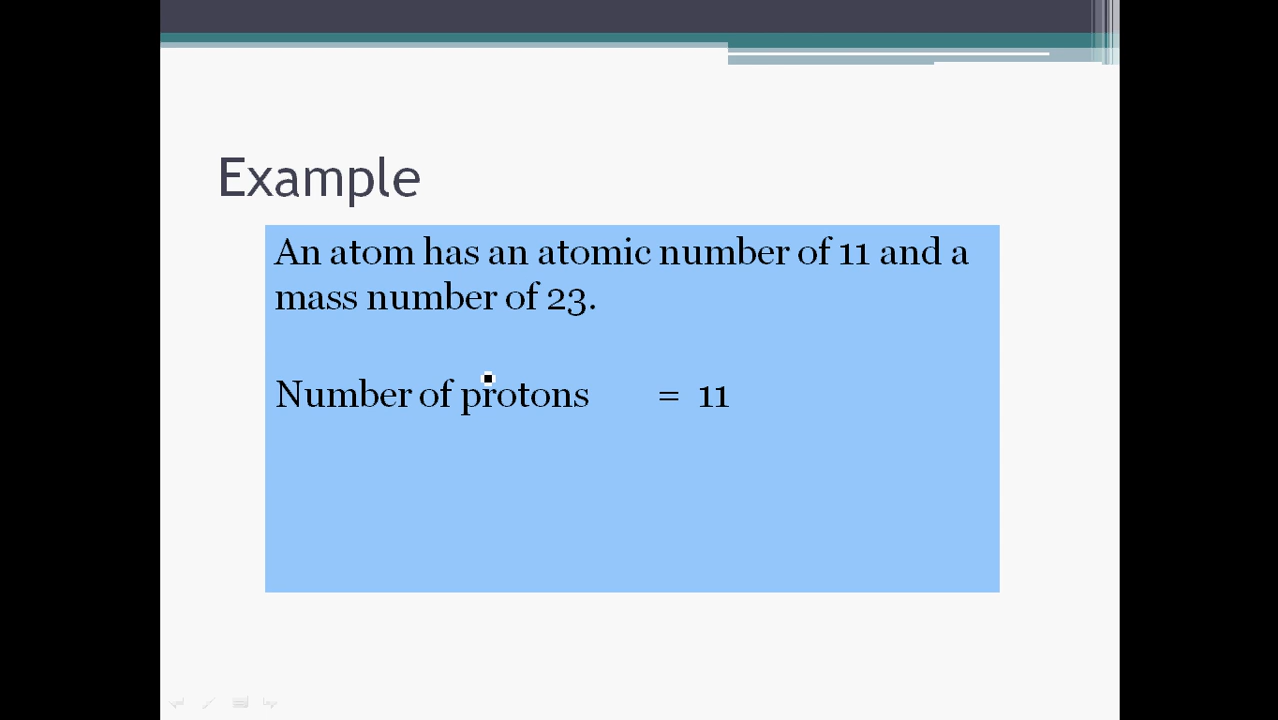 Example
An atom has an atomic number of 11 and a
mass number of 23.
Number of protons = 11